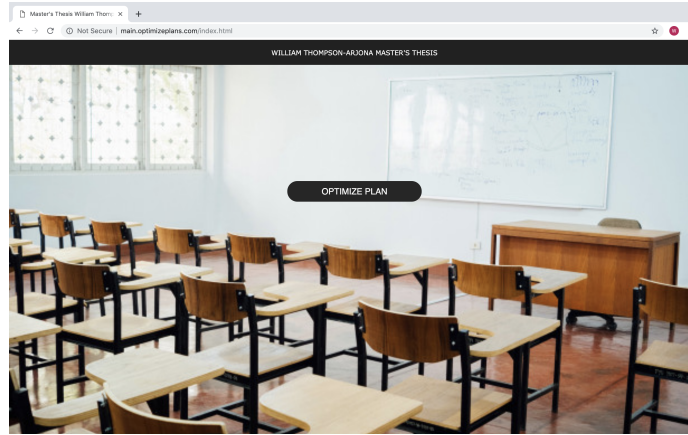 Master's Thesis William Thomp
Not Secure | main.optimizeplans.com/index.html
WILLIAM THOMPSON-ARJONA MASTER'S THESIS
OPTIMIZE PLAN